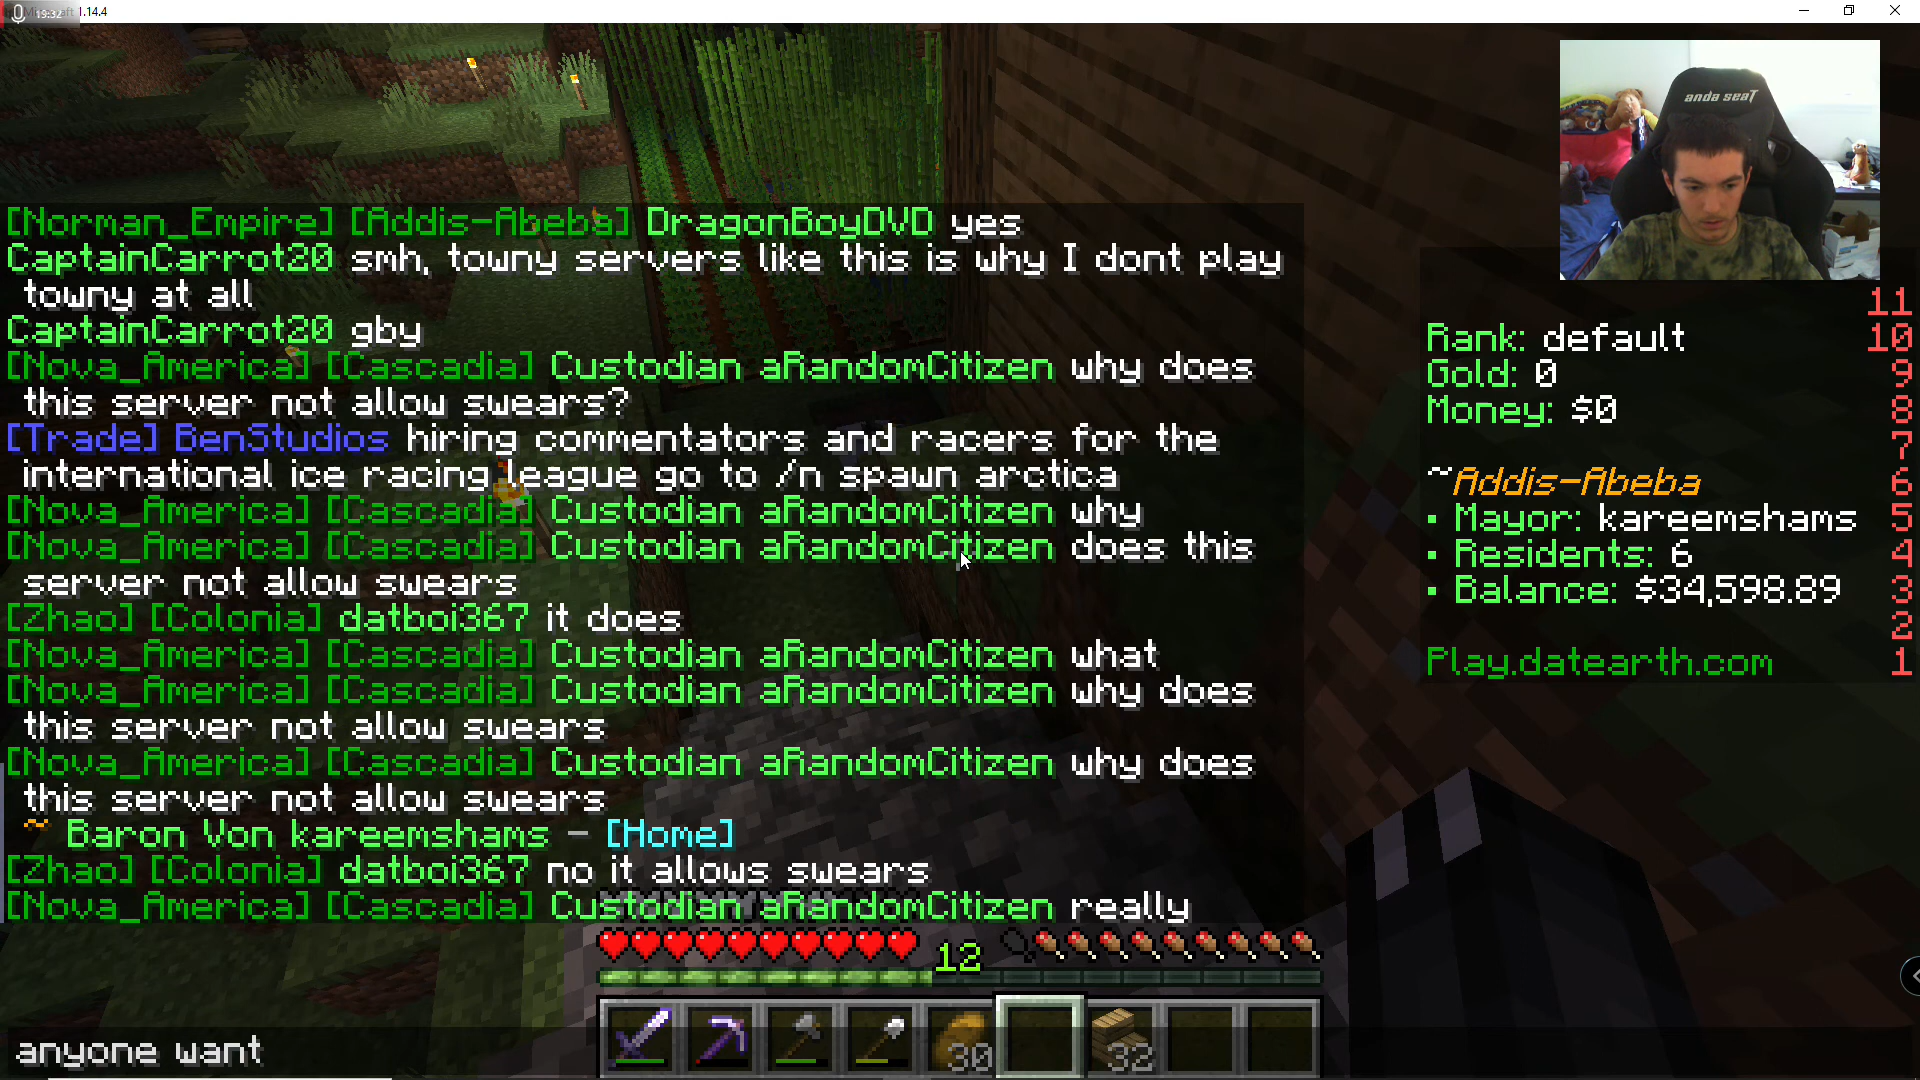 19:32
1.14.4
anda seaT
[Norman_Empire] [Addis-Abeba] DragonBoyDVD yes
CaptainCarrot20 smh, towny servers like this is why I dont play
towny at all
CaptainCarrot20 gby
[Nova_America] [Cascadia] Custodian aRandomCitizen why does
this server not allow swears?
[Trade] BenStudios hiring commentators and racers for the
international ice racing league go to /n spawn arctica
[Nova_America] [Cascadia] Custodian aRandomCitizen why
[Nova_America] [Cascadia] Custodian aRandomCitizen does this
server not allow swears
[Zhao] [Colonia] datboi367 it does
[Nova_America] [Cascadia] Custodian aRandomCitizen what
[Nova_America] [Cascadia] Custodian aRandomCitizen why does
this server not allow swears
[Nova_America] [Cascadia] Custodian aRandomCitizen why does
this server not allow swears
~ Baron Von kareemshams - [Home]
[Zhao] [Colonia] datboi367 no it allows swears
[Nova_America] [Cascadia] Custodian aRandomCitizen really
11
Rank: default 10
Gold: 0 9
Money: $0 8
7
~Addis-Abeba 6
• Mayor: kareemshams 5
• Residents: 6 4
• Balance: $34,598.89 3
2
Play.datearth.com 1
12
30
32
anyone want